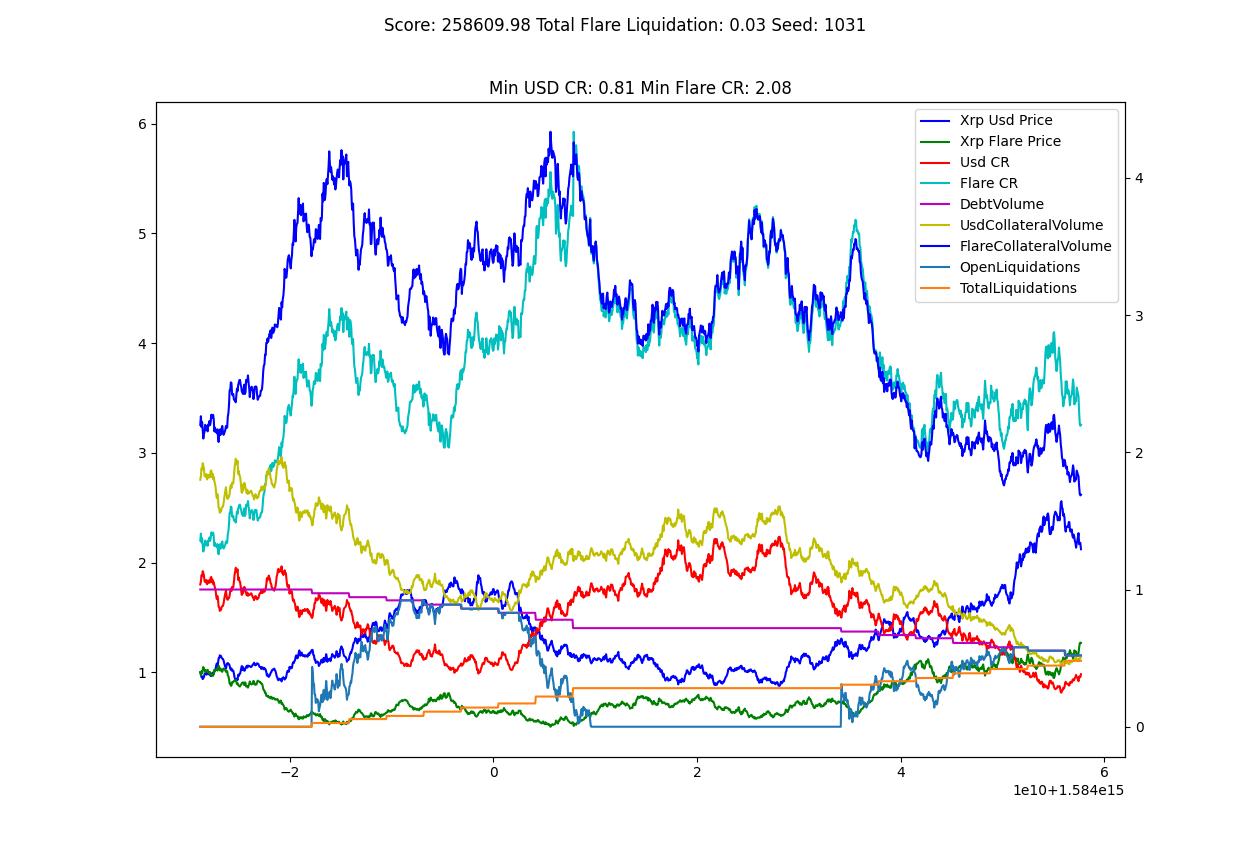 Score: 258609.98 Total Flare Liquidation: 0.03 Seed: 1031
Min USD CR: 0.81 Min Flare CR: 2.08
Xrp Usd Price
Xrp Flare Price
Usd CR
Flare CR
DebtVolume
UsdCollateralVolume
FlareCollateralVolume
OpenLiquidations
TotalLiquidations
6
5
4
3
2
1
4
3
2
1
0
−2
0
2
4
6
1e10+1.584e15